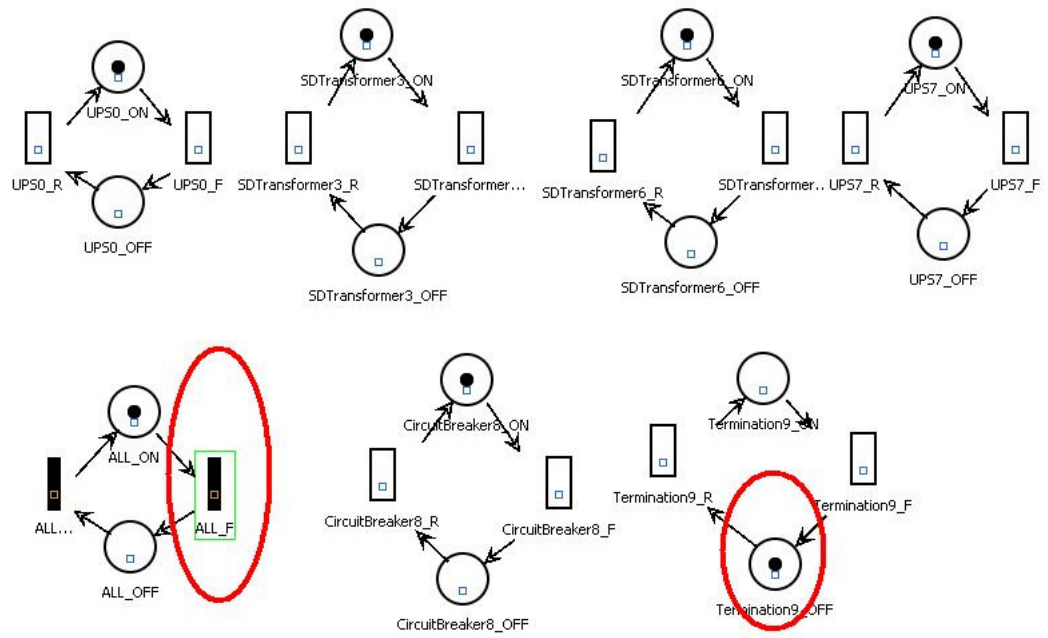 UPS0_ON
UPS0_R
UPS0_F
UPS0_OFF
SDTransformer3_ON
SDTransformer3_R
SDTransformer...
SDTransformer3_OFF
SDTransformer6_ON
SDTransformer6_R
SDTransformer...
SDTransformer6_OFF
UPS7_ON
UPS7_R
UPS7_F
UPS7_OFF
ALL_ON
ALL...
ALL_F
ALL_OFF
CircuitBreaker8_ON
CircuitBreaker8_R
CircuitBreaker8_F
CircuitBreaker8_OFF
Termination9_ON
Termination9_R
Termination9_F
Termination9_OFF